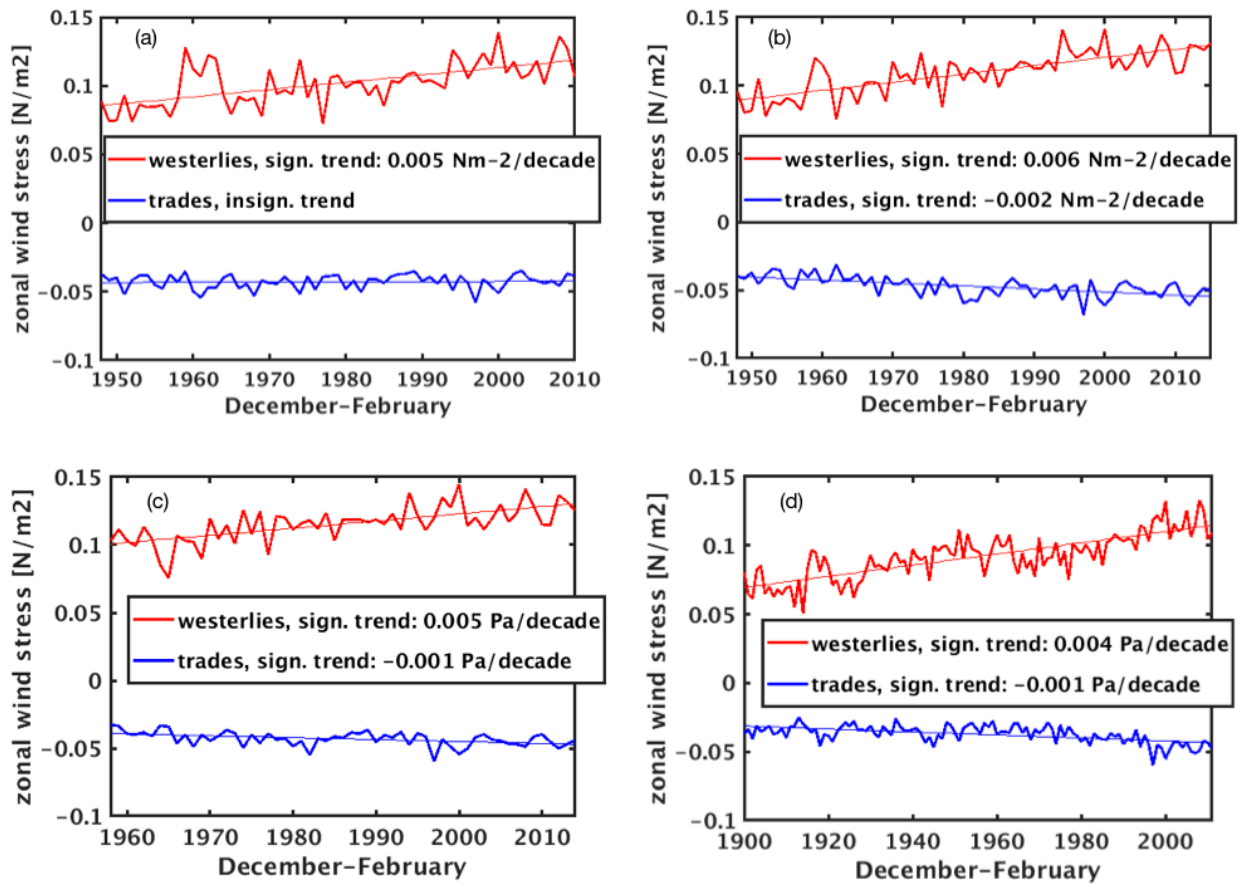 (a)
0.15
0.1
0.05
0
−0.05
−0.1
zonal wind stress [N/m2]
westerlies, sign. trend: 0.005 Nm-2/decade
trades, insign. trend
1950 1960 1970 1980 1990 2000 2010
December–February
(b)
0.15
0.1
0.05
0
−0.05
−0.1
zonal wind stress [N/m2]
westerlies, sign. trend: 0.006 Nm-2/decade
trades, sign. trend: -0.002 Nm-2/decade
1950 1960 1970 1980 1990 2000 2010
December–February
(c)
0.15
0.1
0.05
0
−0.05
−0.1
zonal wind stress [N/m2]
westerlies, sign. trend: 0.005 Pa/decade
trades, sign. trend: -0.001 Pa/decade
1960 1970 1980 1990 2000 2010
December–February
(d)
0.15
0.1
0.05
0
−0.05
−0.1
zonal wind stress [N/m2]
westerlies, sign. trend: 0.004 Pa/decade
trades, sign. trend: -0.001 Pa/decade
1900 1920 1940 1960 1980 2000
December–February